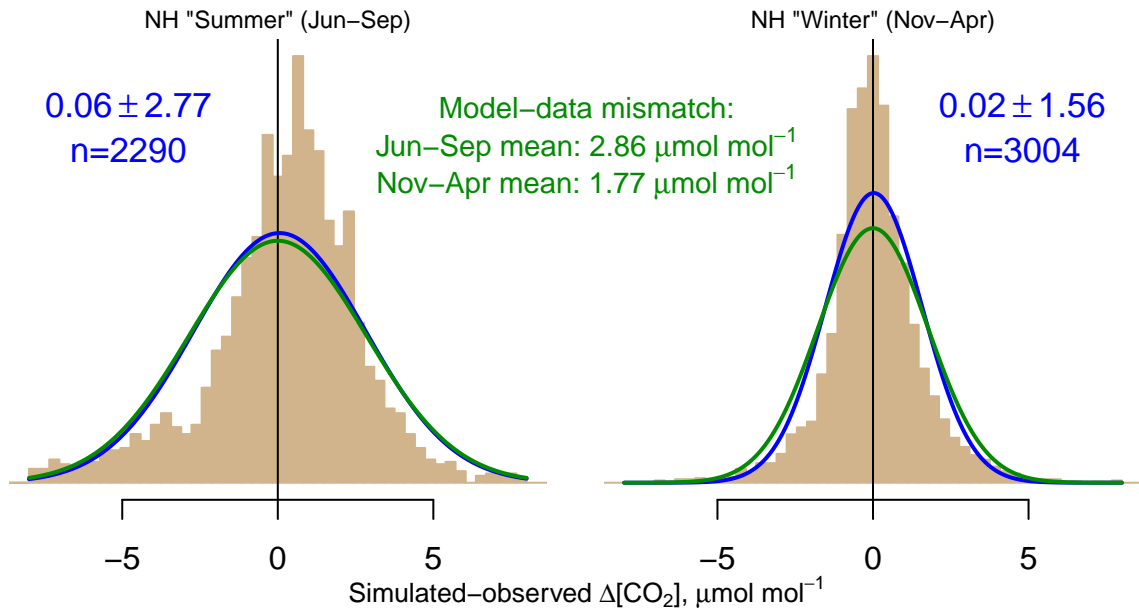 NH "Summer" (Jun−Sep)
NH "Winter" (Nov−Apr)
0.06 ± 2.77
n=2290
Model−data mismatch:
Jun−Sep mean: 2.86 μmol mol⁻¹
Nov−Apr mean: 1.77 μmol mol⁻¹
0.02 ± 1.56
n=3004
−5 0 5
−5 0 5
Simulated−observed Δ[CO₂], μmol mol⁻¹